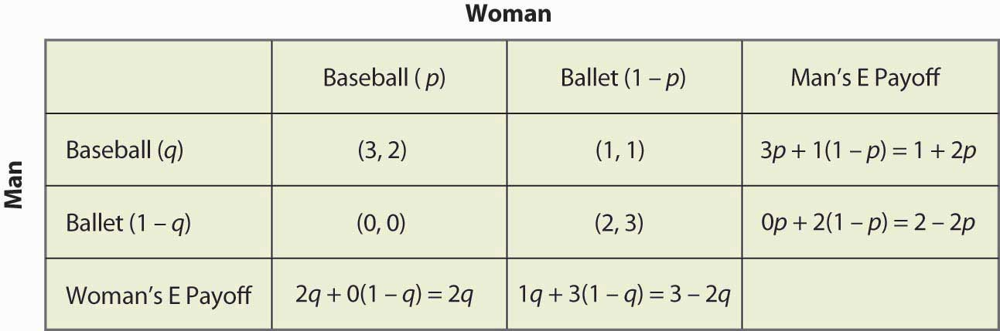 Woman
Baseball ( p) Ballet (1 – p) Man’s E Payoff
Man
Baseball (q) (3, 2) (1, 1) 3p + 1(1 – p) = 1 + 2p
Ballet (1 – q) (0, 0) (2, 3) 0p + 2(1 – p) = 2 – 2p
Woman’s E Payoff 2q + 0(1 – q) = 2q 1q + 3(1 – q) = 3 – 2q